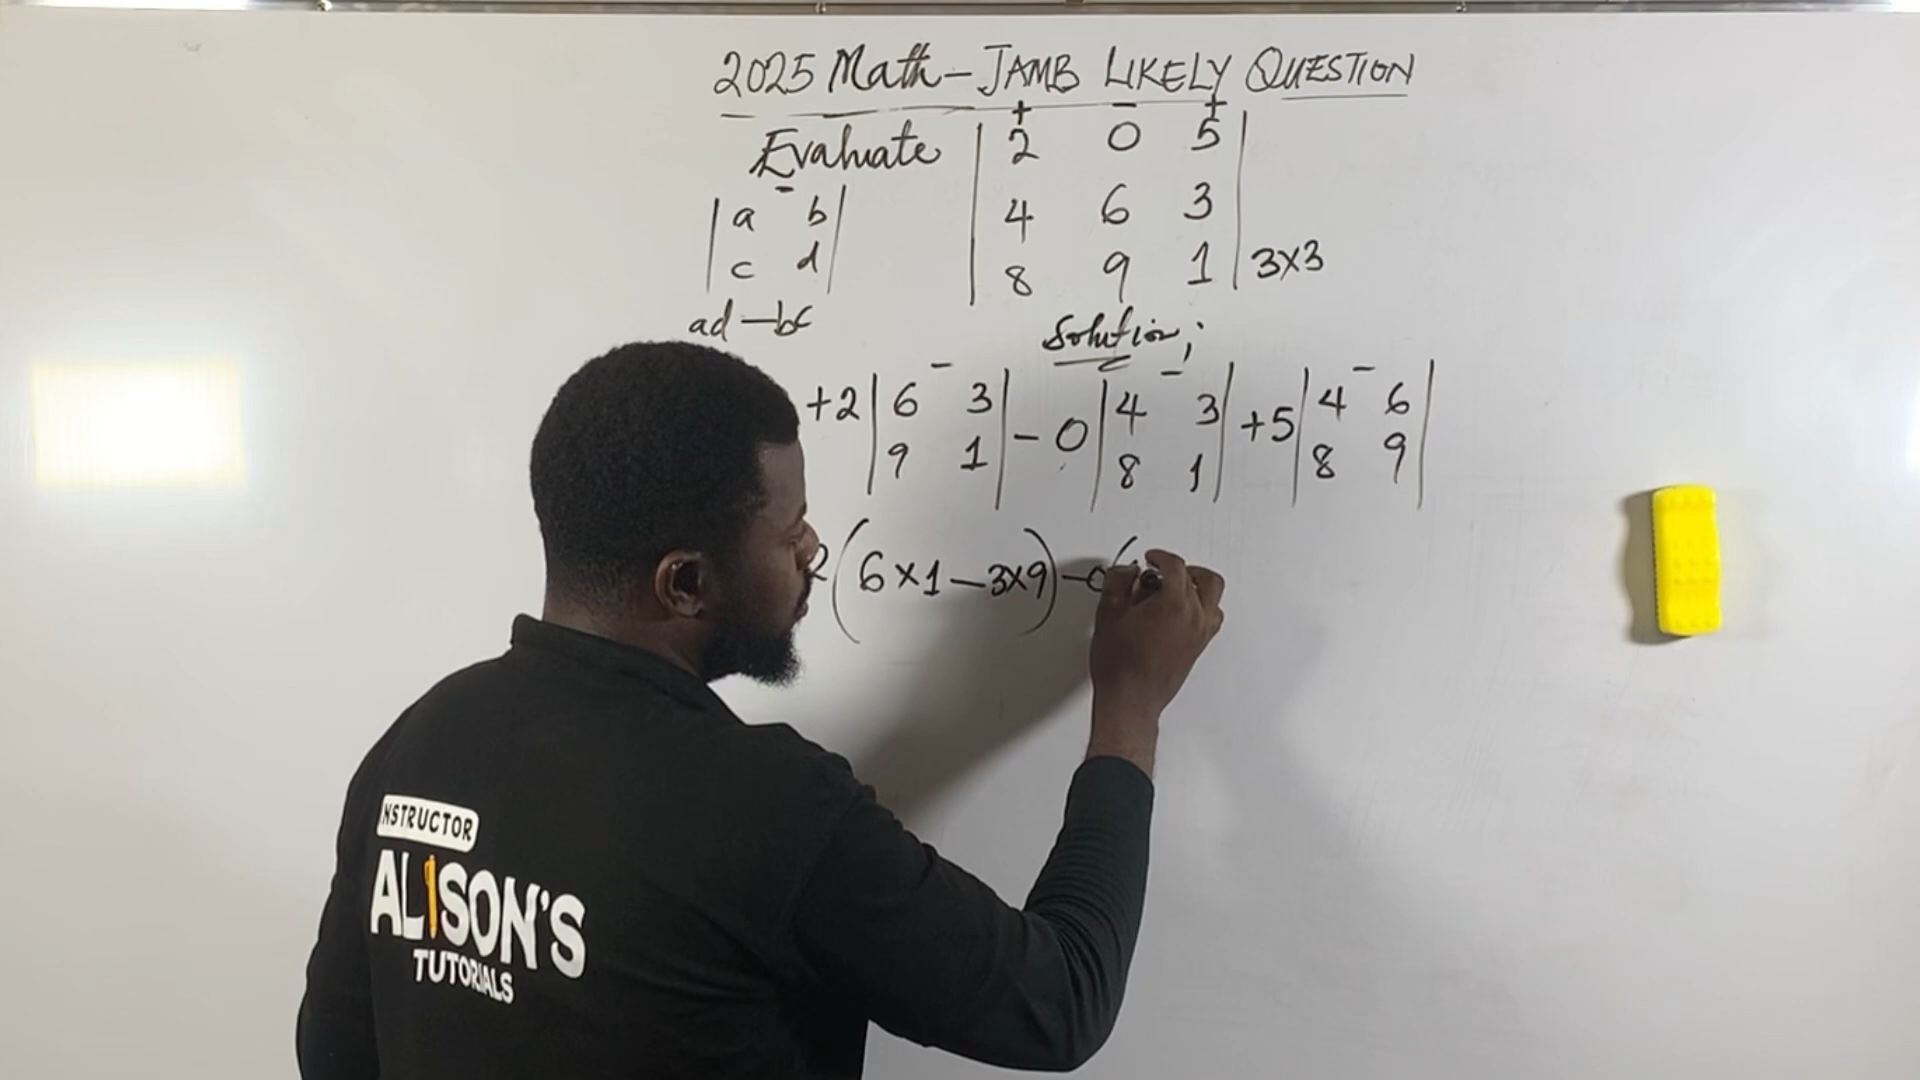 2025 Math – JAMB LIKELY QUESTION
+ − +
Evaluate | 2 0 5 |
| a − b | | 4 6 3 |
| c d | | 8 9 1 | 3x3
ad – bc
Solution;
+2 | 6 − 3 | − 0 | 4 − 3 | +5 | 4 − 6 |
| 9 1 | | 8 1 | | 8 9 |
2 (6x1 – 3x9) – 0 (
NSTRUCTOR
ALISON'S
TUTORIALS